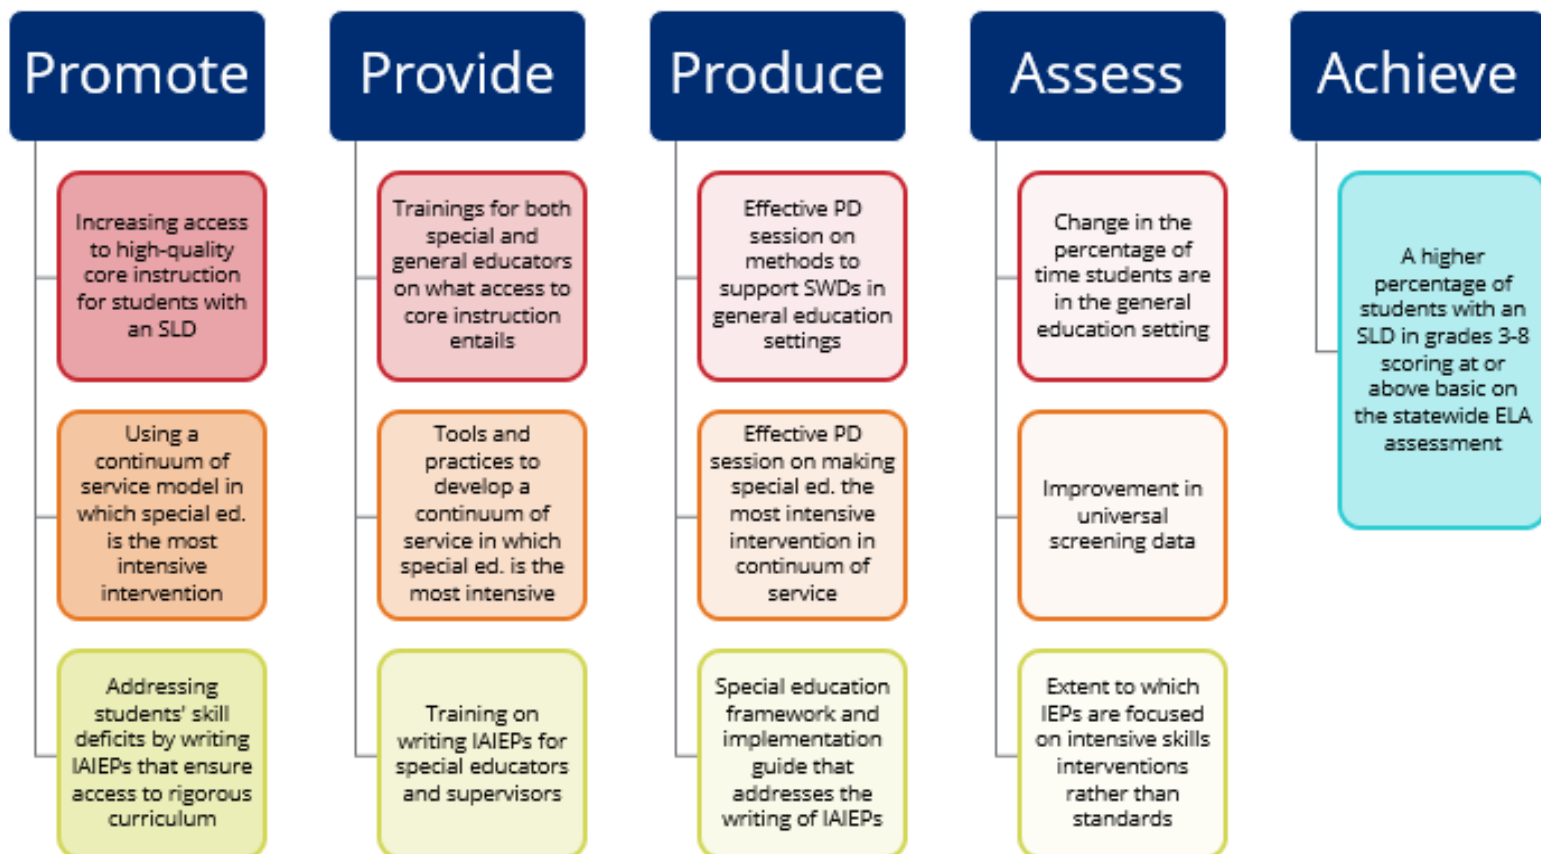 Promote
Increasing access
to high-quality
core instruction
for students with
an SLD
Using a
continuum of
service model in
which special ed.
is the most
intensive
intervention
Addressing
students' skill
deficits by writing
IAIEPs that ensure
access to rigorous
curriculum
Provide
Trainings for both
special and
general educators
on what access to
core instruction
entails
Tools and
practices to
develop a
continuum of
service in which
special ed. is the
most intensive
Training on
writing IAIEPs for
special educators
and supervisors
Produce
Effective PD
session on
methods to
support SWDs in
general education
settings
Effective PD
session on making
special ed. the
most intensive
intervention in
continuum of
service
Special education
framework and
implementation
guide that
addresses the
writing of IAIEPs
Assess
Change in the
percentage of
time students are
in the general
education setting
Improvement in
universal
screening data
Extent to which
IEPs are focused
on intensive skills
interventions
rather than
standards
Achieve
A higher
percentage of
students with an
SLD in grades 3-8
scoring at or
above basic on
the statewide ELA
assessment